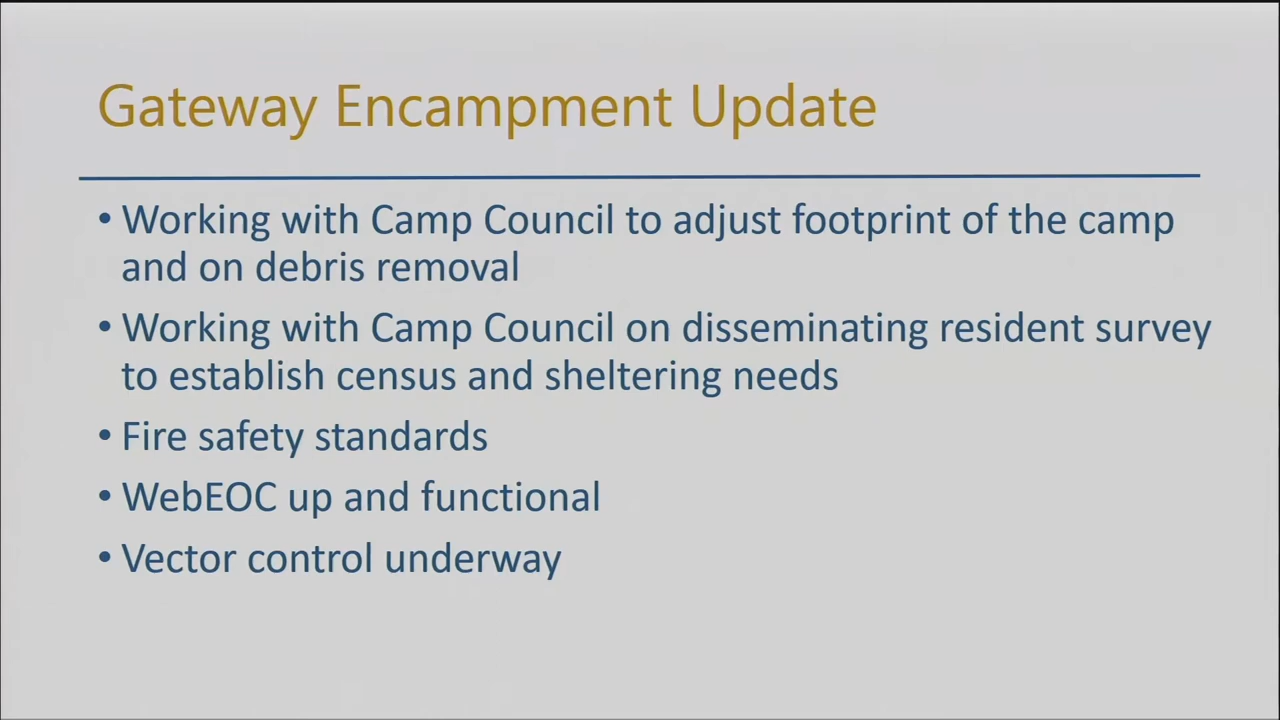 Gateway Encampment Update
• Working with Camp Council to adjust footprint of the camp
and on debris removal
• Working with Camp Council on disseminating resident survey
to establish census and sheltering needs
• Fire safety standards
• WebEOC up and functional
• Vector control underway